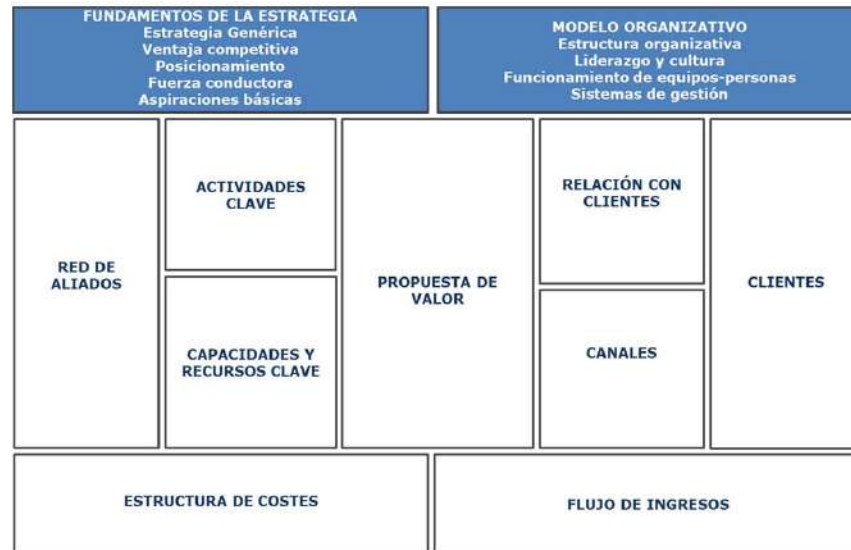 FUNDAMENTOS DE LA ESTRATEGIA
Estrategia Genérica
Ventaja competitiva
Posicionamiento
Fuerza conductora
Aspiraciones básicas
MODELO ORGANIZATIVO
Estructura organizativa
Liderazgo y cultura
Funcionamiento de equipos-personas
Sistemas de gestión
RED DE
ALIADOS
ACTIVIDADES
CLAVE
CAPACIDADES Y
RECURSOS CLAVE
PROPUESTA DE
VALOR
RELACIÓN CON
CLIENTES
CANALES
CLIENTES
ESTRUCTURA DE COSTES
FLUJO DE INGRESOS